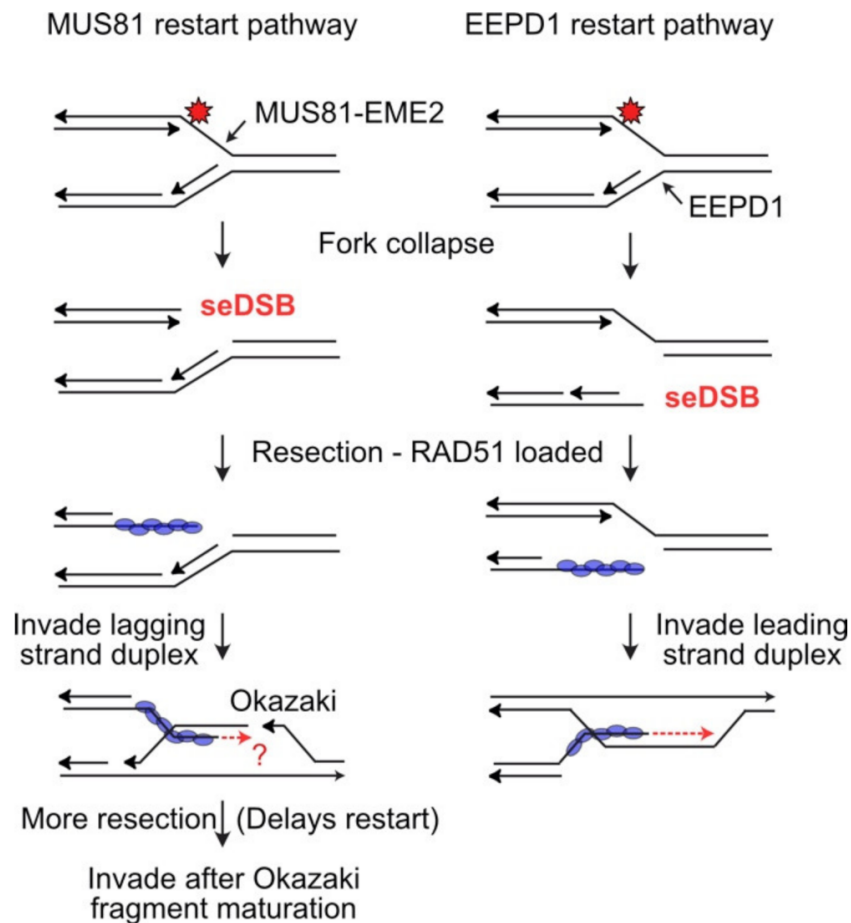 MUS81 restart pathway
EEPD1 restart pathway
MUS81-EME2
EEPD1
Fork collapse
seDSB
seDSB
Resection - RAD51 loaded
Invade lagging
strand duplex
Invade leading
strand duplex
Okazaki
?
More resection (Delays restart)
Invade after Okazaki
fragment maturation